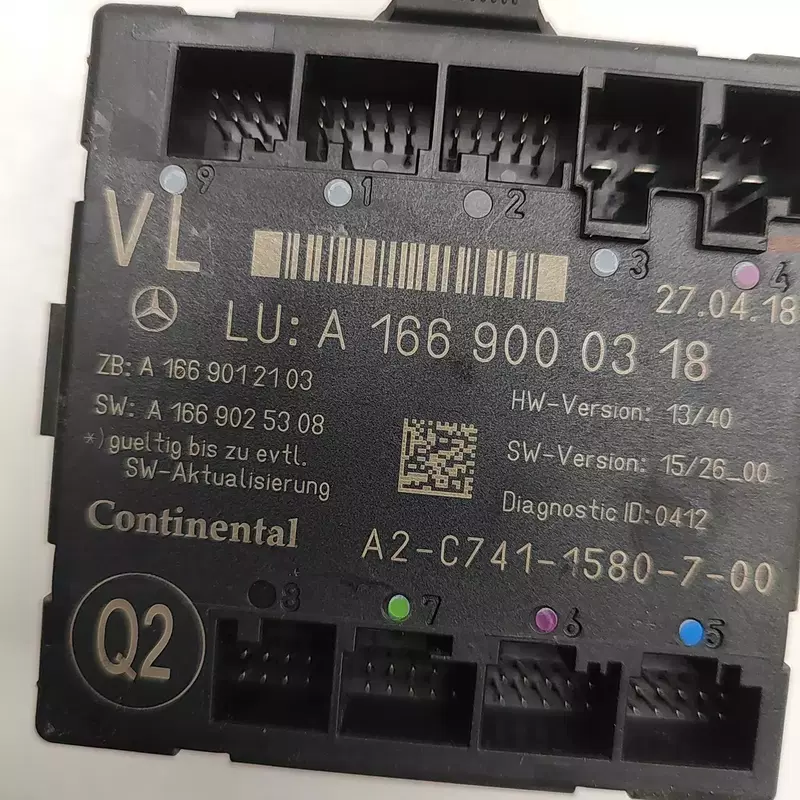 9 1 2 3 4
VL
27.04.18
LU: A 166 900 03 18
ZB: A 166 901 21 03
HW-Version: 13/40
SW: A 166 902 53 08
*)gueltig bis zu evtl.
SW-Aktualisierung
SW-Version: 15/26_00
Diagnostic ID: 0412
Continental
A2-C741-1580-7-00
Q2
8 7 6 5